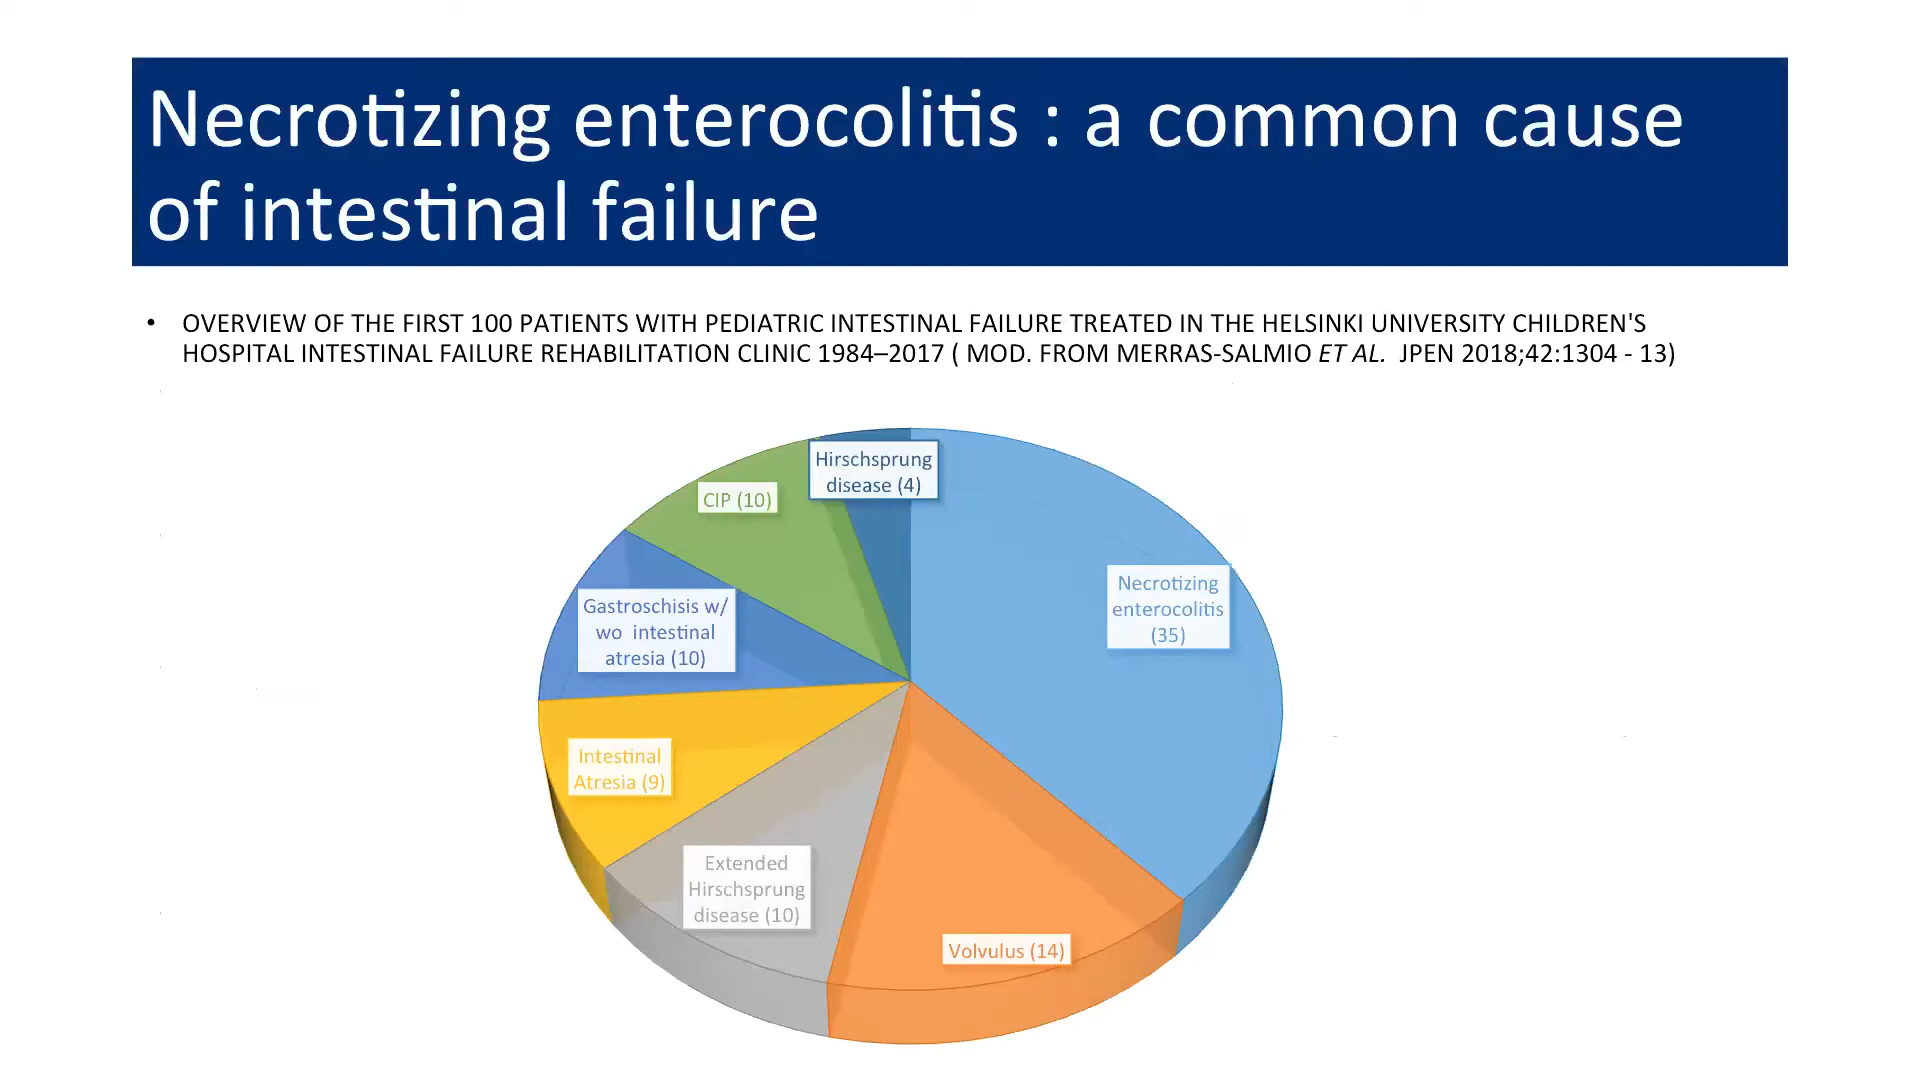 Necrotizing enterocolitis : a common cause
of intestinal failure
• OVERVIEW OF THE FIRST 100 PATIENTS WITH PEDIATRIC INTESTINAL FAILURE TREATED IN THE HELSINKI UNIVERSITY CHILDREN'S
HOSPITAL INTESTINAL FAILURE REHABILITATION CLINIC 1984–2017 ( MOD. FROM MERRAS-SALMIO ET AL. JPEN 2018;42:1304 - 13)
Hirschsprung
disease (4)
CIP (10)
Necrotizing
enterocolitis
(35)
Gastroschisis w/
wo intestinal
atresia (10)
Intestinal
Atresia (9)
Extended
Hirschsprung
disease (10)
Volvulus (14)